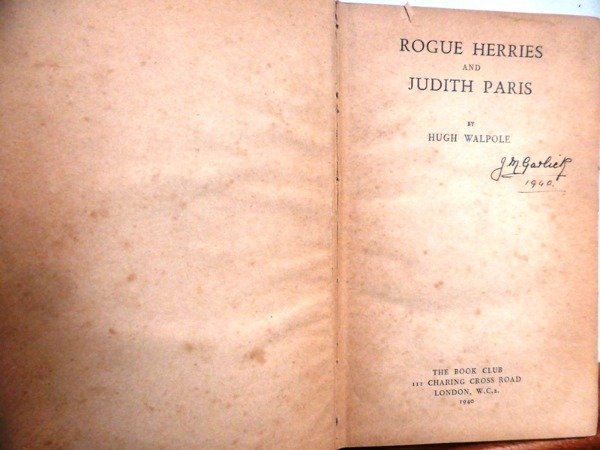 ROGUE HERRIES
AND
JUDITH PARIS
BY
HUGH WALPOLE
J.M Garlick
1940.
THE BOOK CLUB
111 CHARING CROSS ROAD
LONDON, W.C.2.
1940